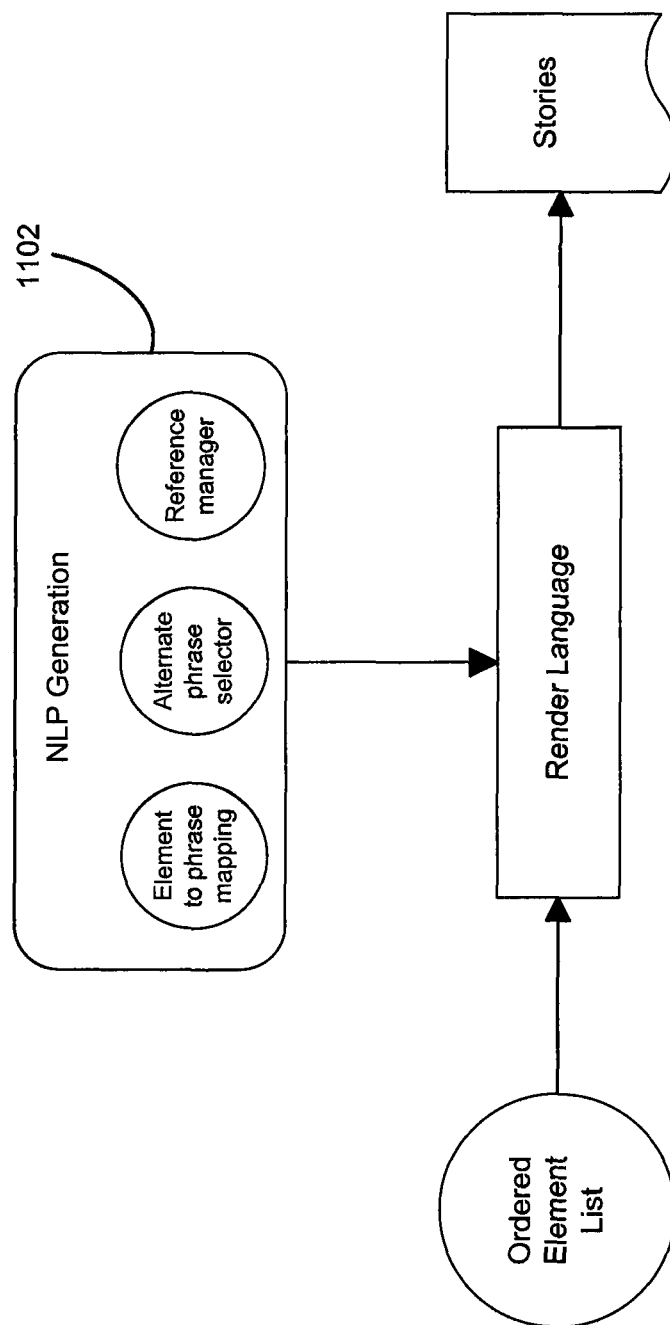 1102
NLP Generation
Element
to phrase
mapping
Alternate
phrase
selector
Reference
manager
Ordered
Element
List
Render Language
Stories